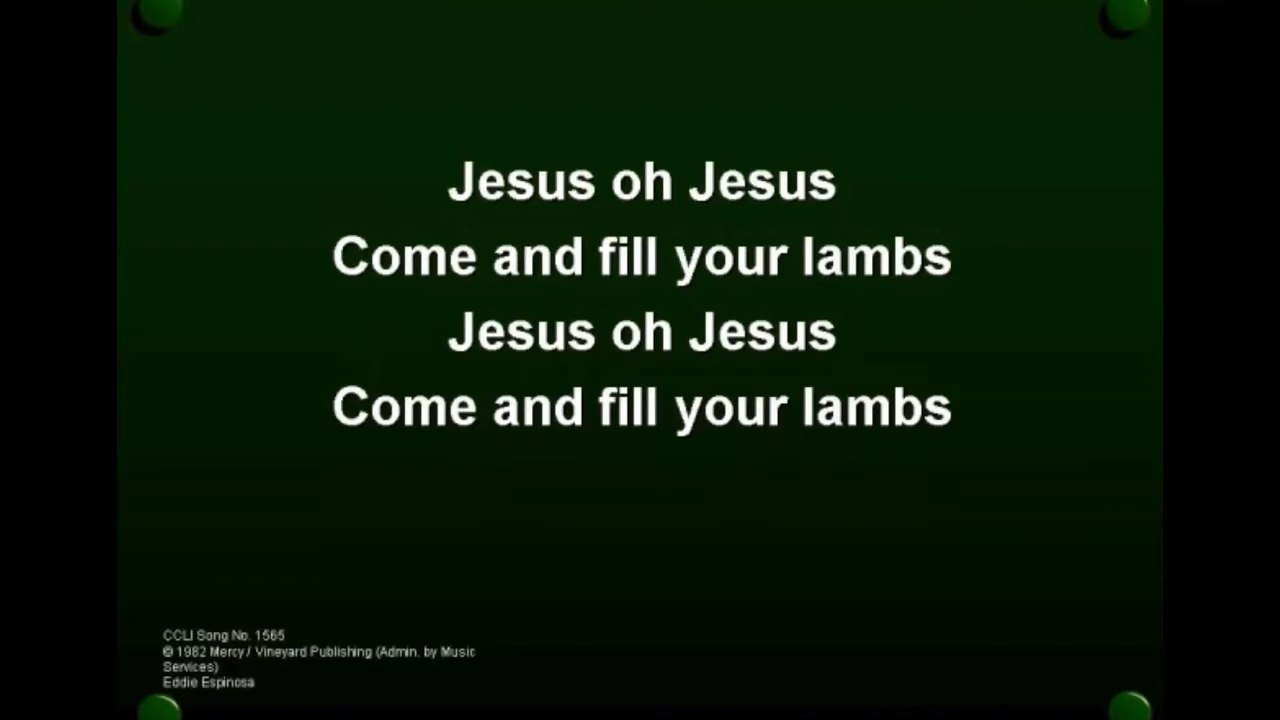 Jesus oh Jesus
Come and fill your lambs
Jesus oh Jesus
Come and fill your lambs
CCLI Song No. 1565
© 1982 Mercy / Vineyard Publishing (Admin. by Music
Services)
Eddie Espinosa